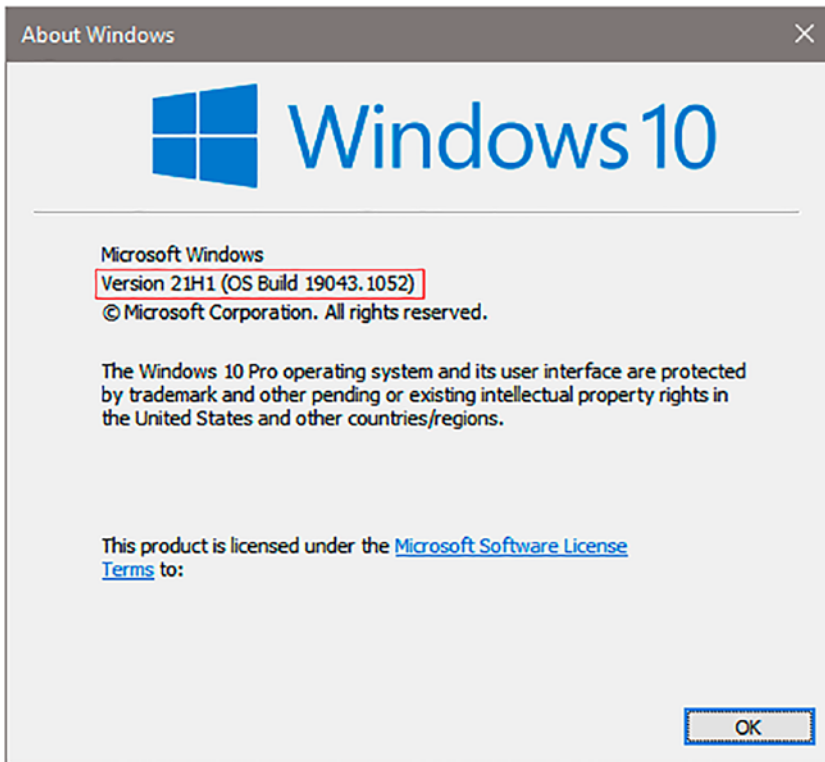 About Windows
Windows 10
Microsoft Windows
Version 21H1 (OS Build 19043.1052)
© Microsoft Corporation. All rights reserved.
The Windows 10 Pro operating system and its user interface are protected
by trademark and other pending or existing intellectual property rights in
the United States and other countries/regions.
This product is licensed under the Microsoft Software License
Terms to:
OK